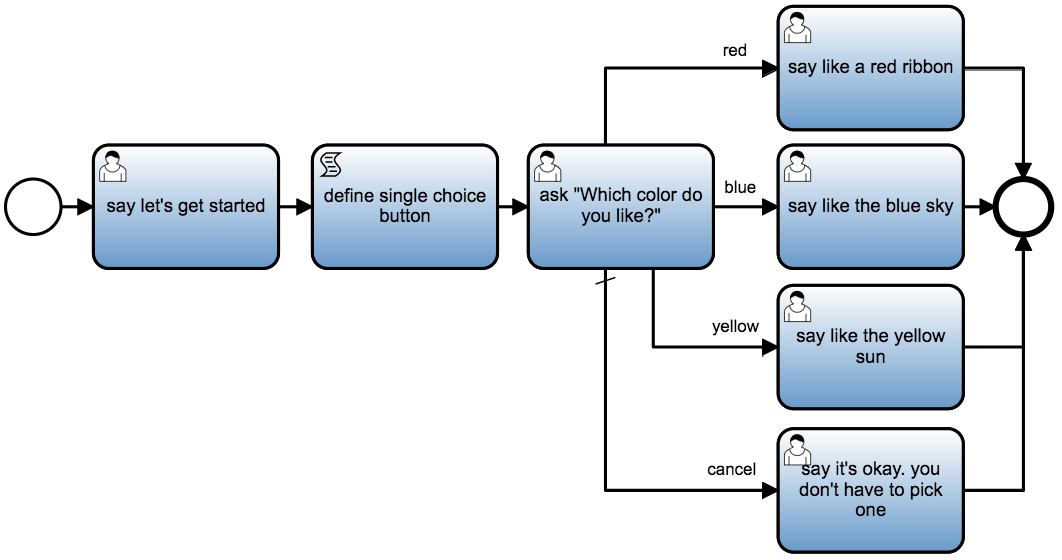 say let's get started
define single choice
button
ask "Which color do
you like?"
red
say like a red ribbon
blue
say like the blue sky
yellow
say like the yellow
sun
cancel
say it's okay. you
don't have to pick
one